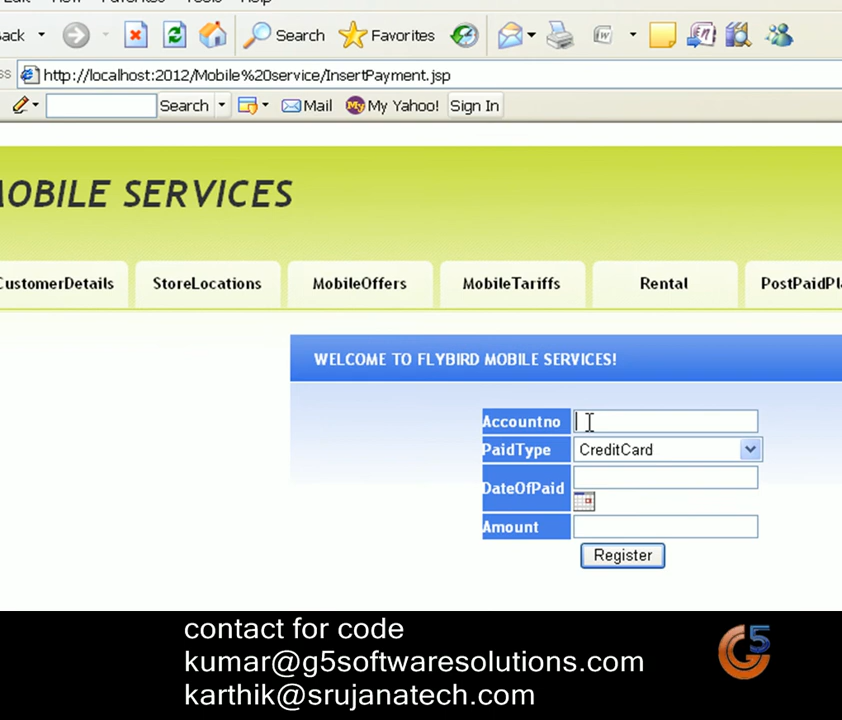 Search Favorites
http://localhost:2012/Mobile%20service/InsertPayment.jsp
Search Mail My Yahoo! Sign In
OBILE SERVICES
CustomerDetails StoreLocations MobileOffers MobileTariffs Rental PostPaidPl
WELCOME TO FLYBIRD MOBILE SERVICES!
Accountno
PaidType CreditCard
DateOfPaid
Amount
Register
contact for code
kumar@g5softwaresolutions.com
karthik@srujanatech.com
G5